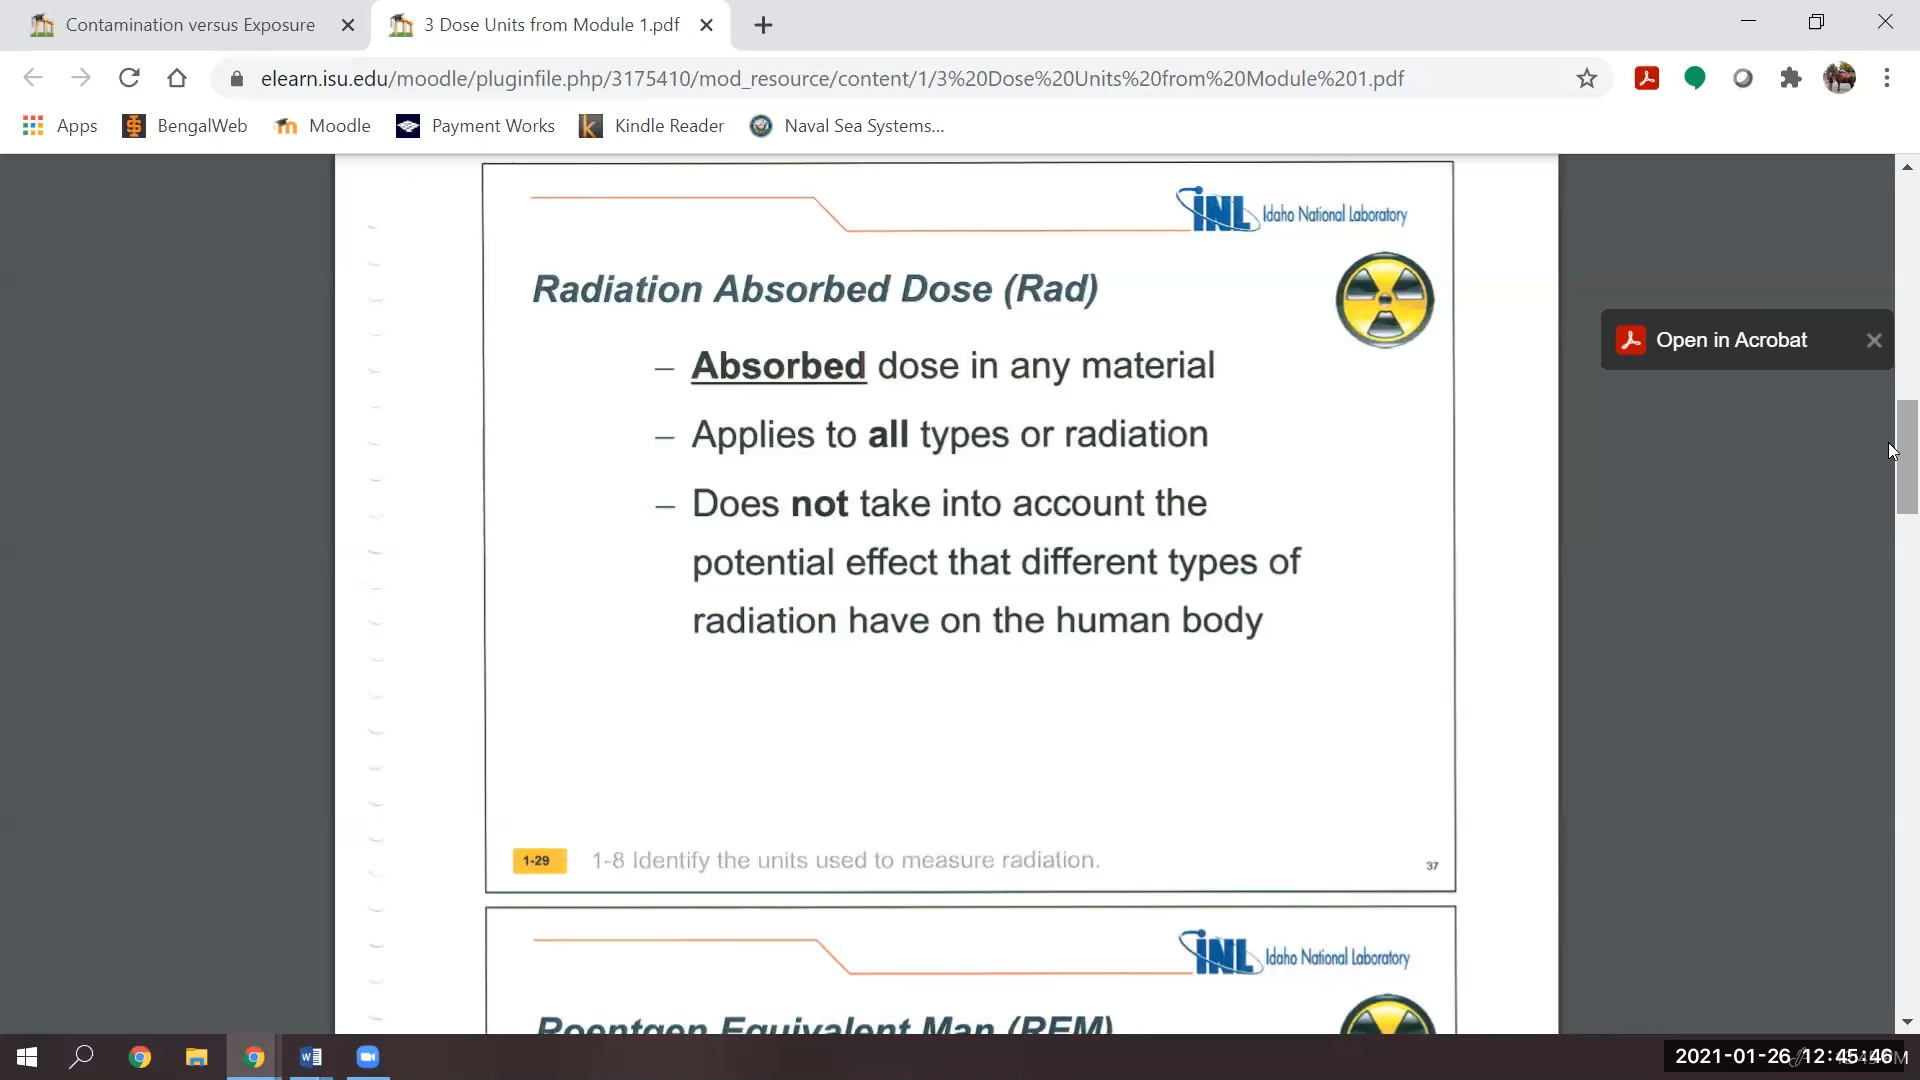 Contamination versus Exposure
3 Dose Units from Module 1.pdf
elearn.isu.edu/moodle/pluginfile.php/3175410/mod_resource/content/1/3%20Dose%20Units%20from%20Module%201.pdf
Apps
BengalWeb
Moodle
Payment Works
Kindle Reader
Naval Sea Systems...
INL Idaho National Laboratory
Radiation Absorbed Dose (Rad)
Open in Acrobat
– Absorbed dose in any material
– Applies to all types or radiation
– Does not take into account the
potential effect that different types of
radiation have on the human body
1-29 1-8 Identify the units used to measure radiation. 37
INL Idaho National Laboratory
Roentgen Equivalent Man (REM)
2021-01-26 12:45:46